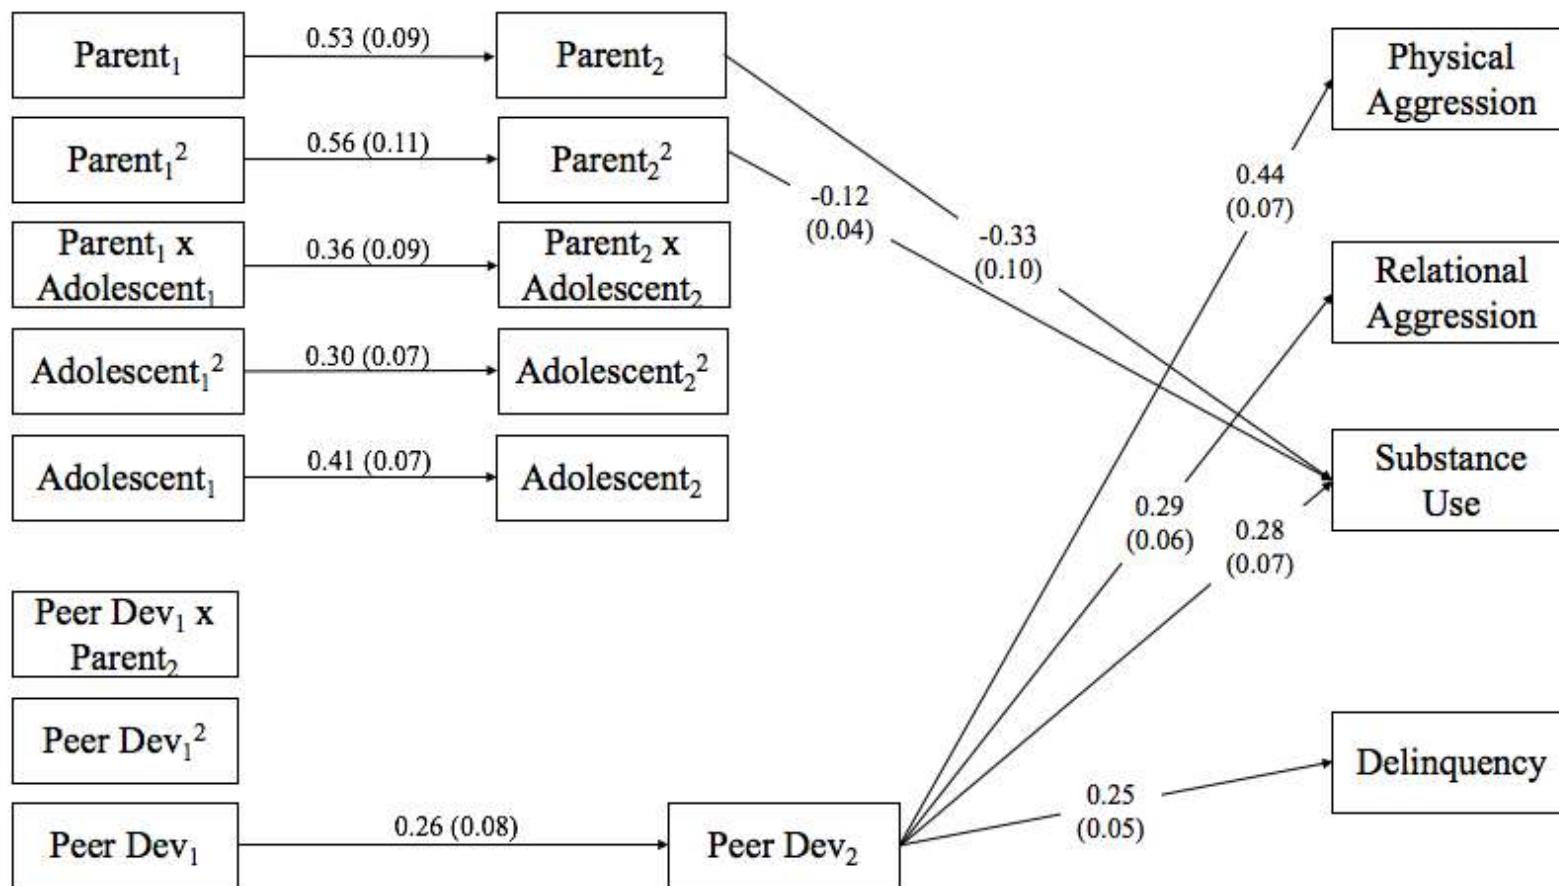 Parent₁
0.53 (0.09)
Parent₂
Parent₁²
0.56 (0.11)
Parent₂²
Parent₁ x
Adolescent₁
0.36 (0.09)
Parent₂ x
Adolescent₂
Adolescent₁²
0.30 (0.07)
Adolescent₂²
Adolescent₁
0.41 (0.07)
Adolescent₂
Peer Dev₁ x
Parent₂
Peer Dev₁²
Peer Dev₁
0.26 (0.08)
Peer Dev₂
-0.12
(0.04)
-0.33
(0.10)
0.44
(0.07)
0.29
(0.06)
0.28
(0.07)
0.25
(0.05)
Physical
Aggression
Relational
Aggression
Substance
Use
Delinquency